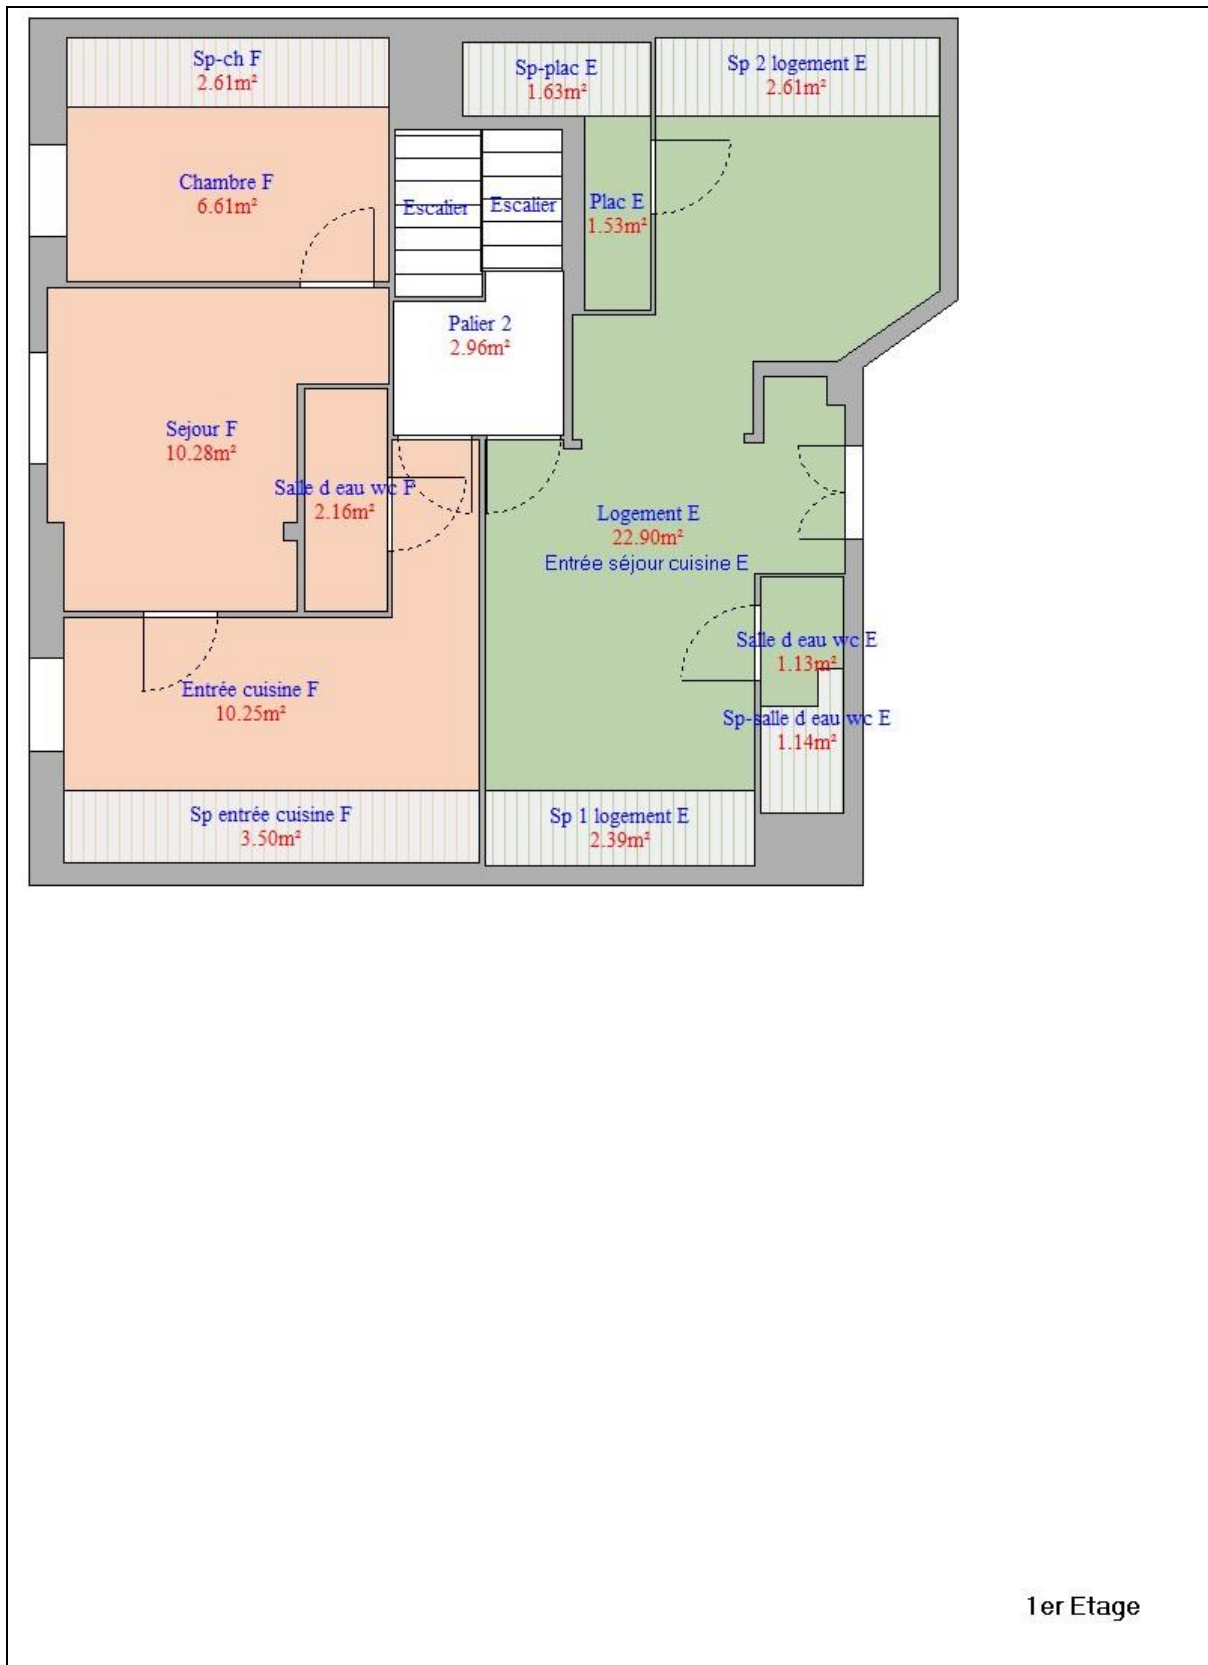 Sp-ch F
2.61m²
Sp-plac E
1.63m²
Sp 2 logement E
2.61m²
Chambre F
6.61m²
Escalier
Escalier
Plac E
1.53m²
Palier 2
2.96m²
Sejour F
10.28m²
Salle d eau wc F
2.16m²
Logement E
22.90m²
Entrée séjour cuisine E
Salle d eau wc E
1.13m²
Entrée cuisine F
10.25m²
Sp-salle d eau wc E
1.14m²
Sp entrée cuisine F
3.50m²
Sp 1 logement E
2.39m²
1er Etage